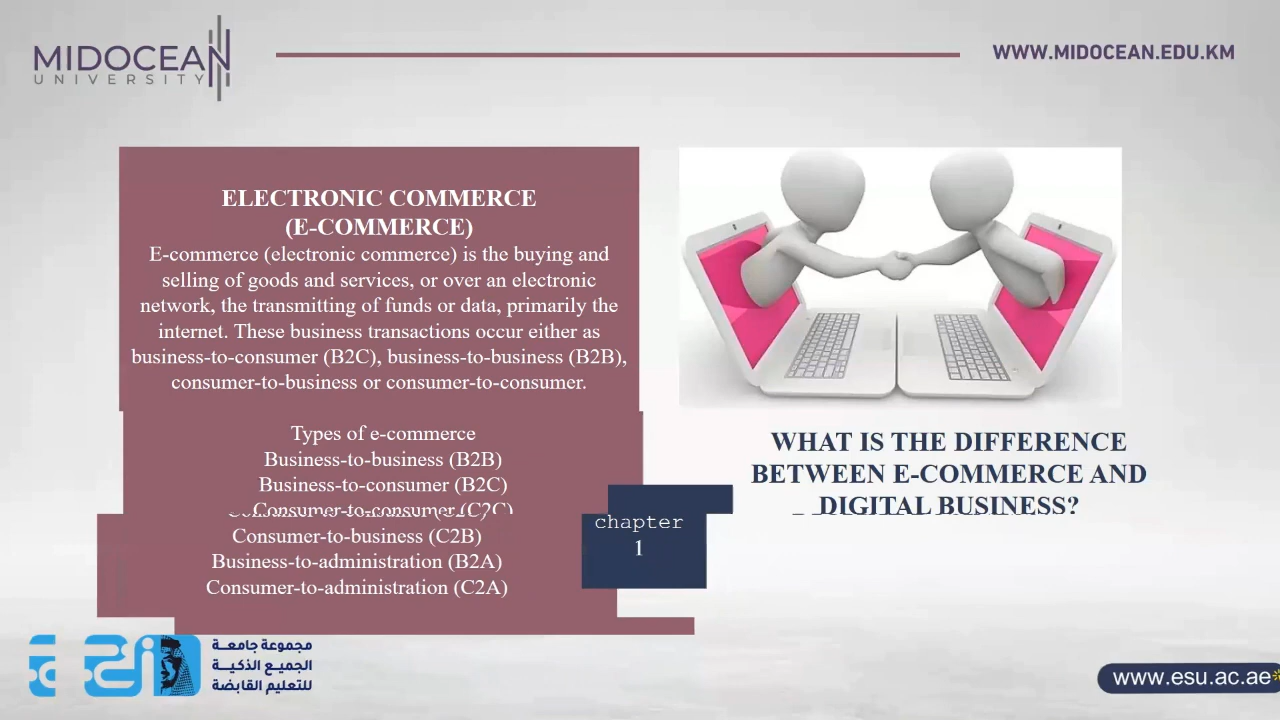 MIDOCEAN
UNIVERSITY
WWW.MIDOCEAN.EDU.KM
ELECTRONIC COMMERCE
(E-COMMERCE)
E-commerce (electronic commerce) is the buying and
selling of goods and services, or over an electronic
network, the transmitting of funds or data, primarily the
internet. These business transactions occur either as
business-to-consumer (B2C), business-to-business (B2B),
consumer-to-business or consumer-to-consumer.
Types of e-commerce
Business-to-business (B2B)
Business-to-consumer (B2C)
Consumer-to-consumer (C2C)
Consumer-to-business (C2B)
Business-to-administration (B2A)
Consumer-to-administration (C2A)
chapter
1
WHAT IS THE DIFFERENCE
BETWEEN E-COMMERCE AND
DIGITAL BUSINESS?
مجموعة جامعة
الجميع الذكية
للتعليم القابضة
www.esu.ac.ae